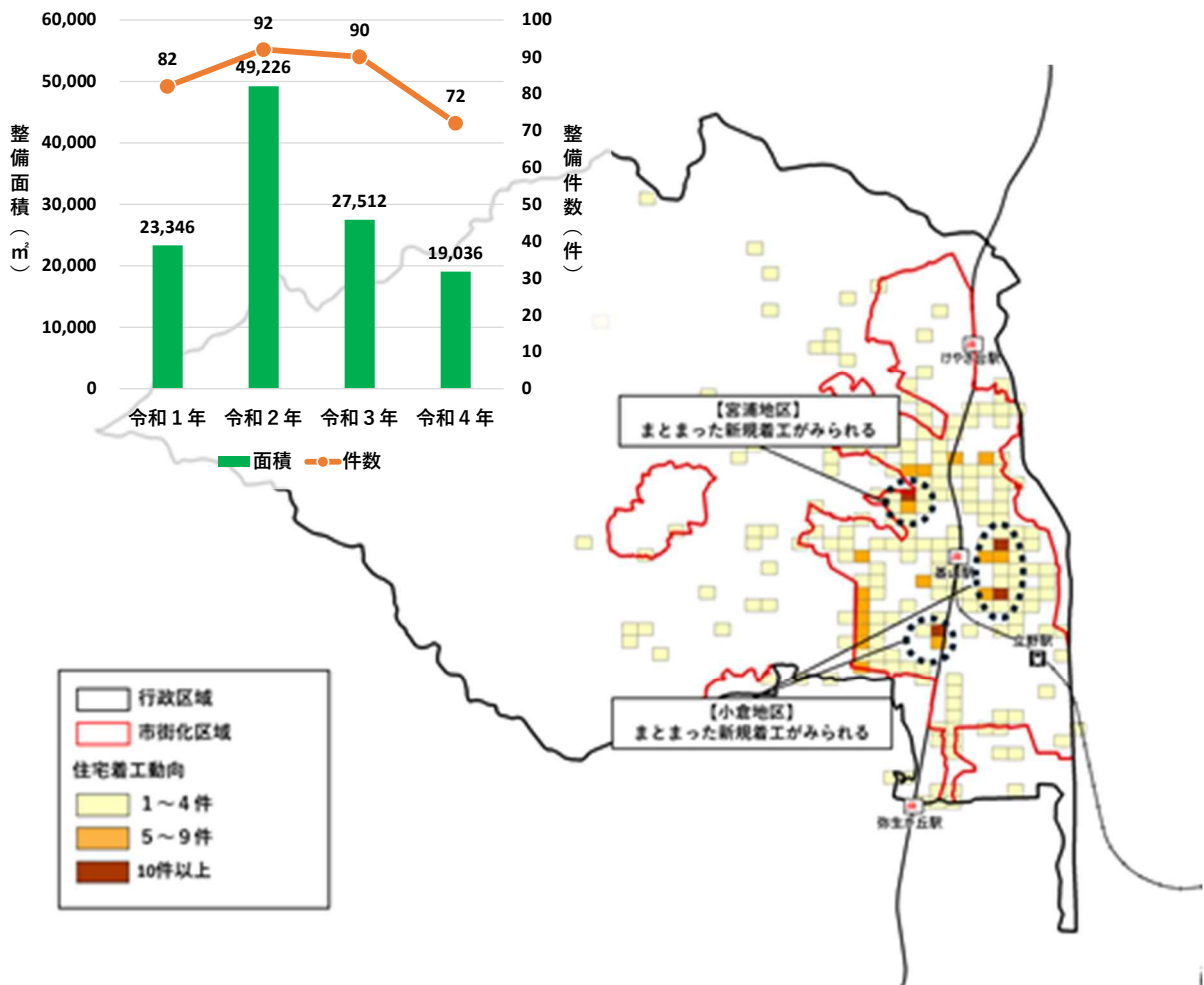 60,000
50,000
40,000
30,000
20,000
10,000
0
整備面積（㎡）
100
90
80
70
60
50
40
30
20
10
0
整備件数（件）
82
92
90
72
23,346
49,226
27,512
19,036
令和１年
令和２年
令和３年
令和４年
面積
件数
けやき台駅
【宮浦地区】
まとまった新規着工がみられる
基山駅
立野駅
【小倉地区】
まとまった新規着工がみられる
弥生が丘駅
行政区域
市街化区域
住宅着工動向
１～４件
５～９件
10件以上